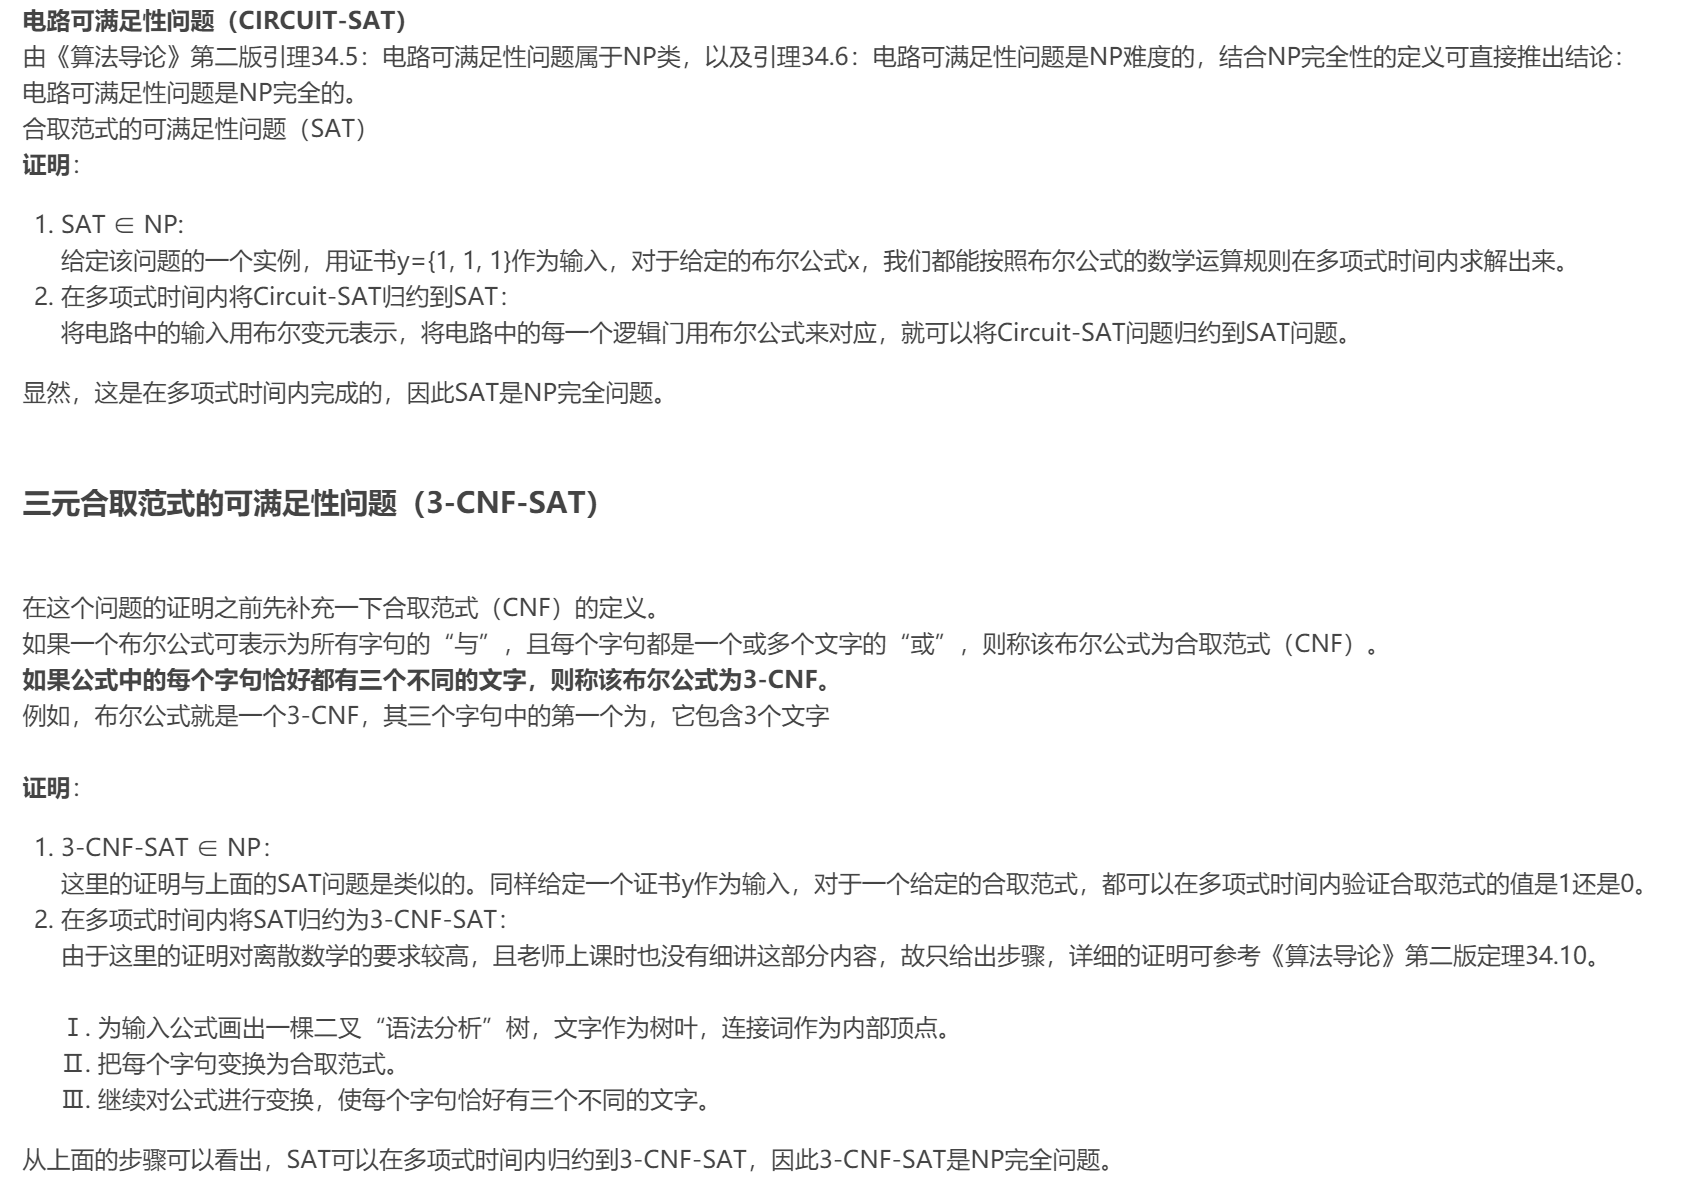 电路可满足性问题（CIRCUIT-SAT）
由《算法导论》第二版引理34.5：电路可满足性问题属于NP类，以及引理34.6：电路可满足性问题是NP难度的，结合NP完全性的定义可直接推出结论：
电路可满足性问题是NP完全的。
合取范式的可满足性问题（SAT）
证明：
1. SAT ∈ NP:
给定该问题的一个实例，用证书y={1, 1, 1}作为输入，对于给定的布尔公式x，我们都能按照布尔公式的数学运算规则在多项式时间内求解出来。
2. 在多项式时间内将Circuit-SAT归约到SAT：
将电路中的输入用布尔变元表示，将电路中的每一个逻辑门用布尔公式来对应，就可以将Circuit-SAT问题归约到SAT问题。
显然，这是在多项式时间内完成的，因此SAT是NP完全问题。
三元合取范式的可满足性问题（3-CNF-SAT）
在这个问题的证明之前先补充一下合取范式（CNF）的定义。
如果一个布尔公式可表示为所有字句的“与”，且每个字句都是一个或多个文字的“或”，则称该布尔公式为合取范式（CNF）。
如果公式中的每个字句恰好都有三个不同的文字，则称该布尔公式为3-CNF。
例如，布尔公式就是一个3-CNF，其三个字句中的第一个为，它包含3个文字
证明：
1. 3-CNF-SAT ∈ NP：
这里的证明与上面的SAT问题是类似的。同样给定一个证书y作为输入，对于一个给定的合取范式，都可以在多项式时间内验证合取范式的值是1还是0。
2. 在多项式时间内将SAT归约为3-CNF-SAT：
由于这里的证明对离散数学的要求较高，且老师上课时也没有细讲这部分内容，故只给出步骤，详细的证明可参考《算法导论》第二版定理34.10。
Ⅰ. 为输入公式画出一棵二叉“语法分析”树，文字作为树叶，连接词作为内部顶点。
Ⅱ. 把每个字句变换为合取范式。
Ⅲ. 继续对公式进行变换，使每个字句恰好有三个不同的文字。
从上面的步骤可以看出，SAT可以在多项式时间内归约到3-CNF-SAT，因此3-CNF-SAT是NP完全问题。